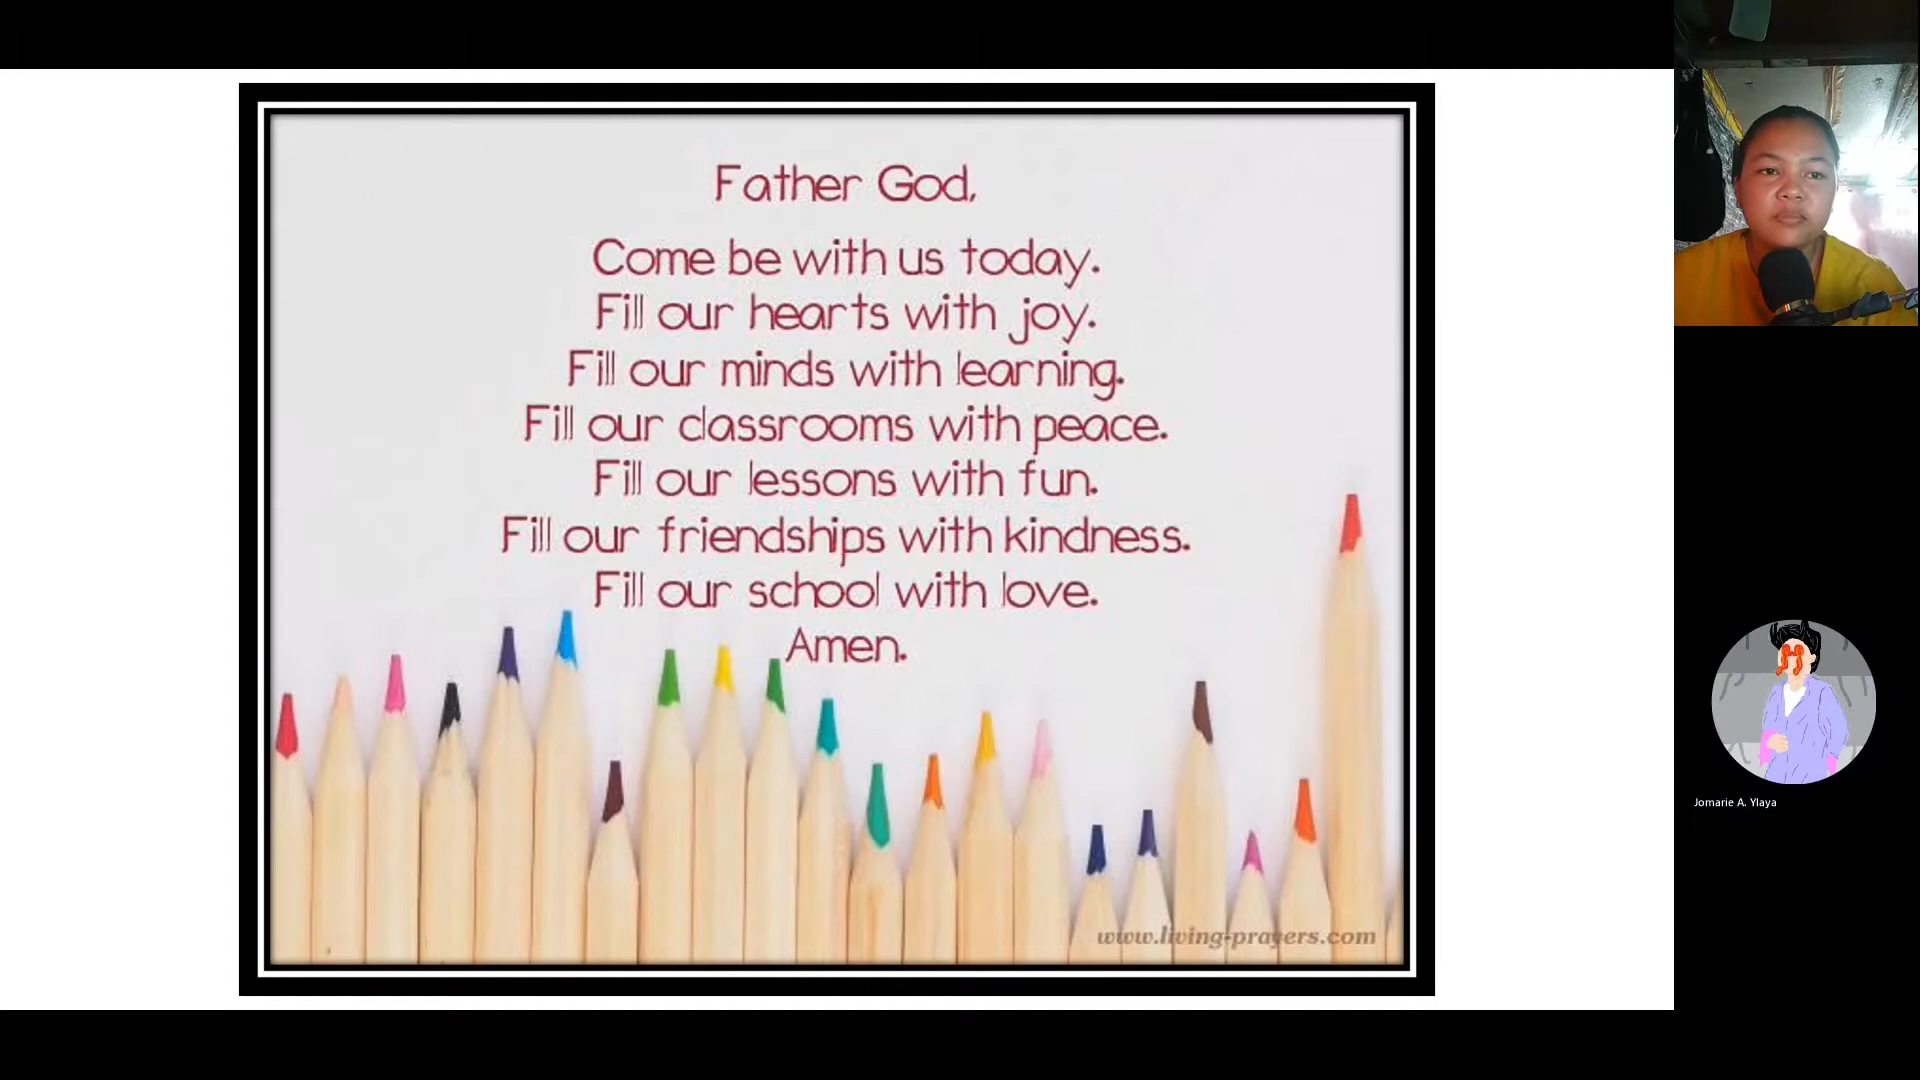 Father God,
Come be with us today.
Fill our hearts with joy.
Fill our minds with learning.
Fill our classrooms with peace.
Fill our lessons with fun.
Fill our friendships with kindness.
Fill our school with love.
Amen.
www.living-prayers.com
Jomarie A. Ylaya